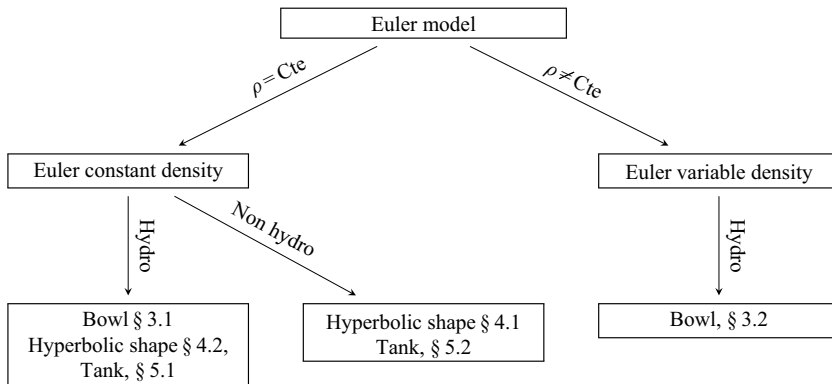 Euler model
ρ = Cte
ρ ≠ Cte
Euler constant density
Euler variable density
Hydro
Non hydro
Hydro
Bowl § 3.1
Hyperbolic shape § 4.2,
Tank, § 5.1
Hyperbolic shape § 4.1
Tank, § 5.2
Bowl, § 3.2